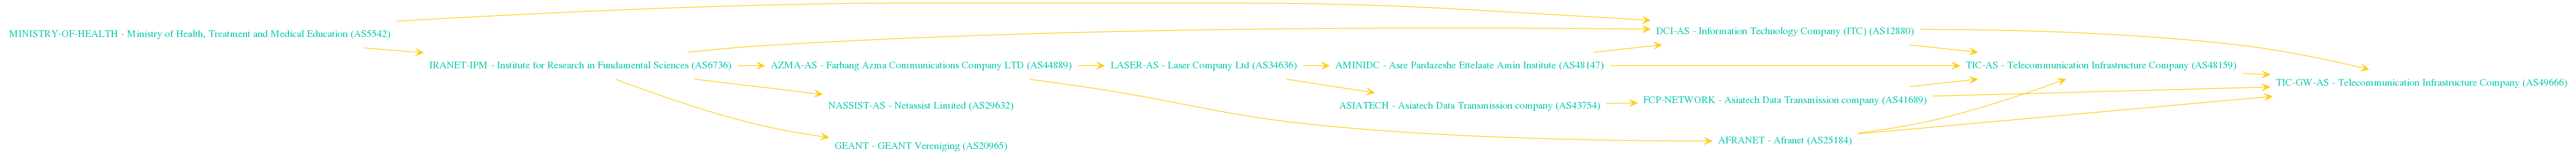 MINISTRY-OF-HEALTH - Ministry of Health, Treatment and Medical Education (AS5542)
IRANET-IPM - Institute for Research in Fundamental Sciences (AS6736)
AZMA-AS - Farhang Azma Communications Company LTD (AS44889)
NASSIST-AS - Netassist Limited (AS29632)
GEANT - GEANT Vereniging (AS20965)
LASER-AS - Laser Company Ltd (AS34636)
AMINIDC - Asre Pardazeshe Ettelaate Amin Institute (AS48147)
ASIATECH - Asiatech Data Transmission company (AS43754)
DCI-AS - Information Technology Company (ITC) (AS12880)
FCP-NETWORK - Asiatech Data Transmission company (AS41689)
AFRANET - Afranet (AS25184)
TIC-AS - Telecommunication Infrastructure Company (AS48159)
TIC-GW-AS - Telecommunication Infrastructure Company (AS49666)